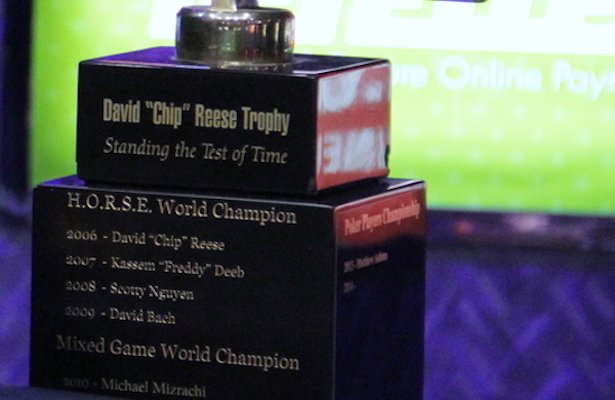 David "Chip" Reese Trophy
Standing the Test of Time
H.O.R.S.E. World Champion
2006 - David "Chip" Reese
2007 - Kassem "Freddy" Deeb
2008 - Scotty Nguyen
2009 - David Bach
Mixed Game World Champion
2010 - Michael Mizrachi
Poker Players Championship
Online